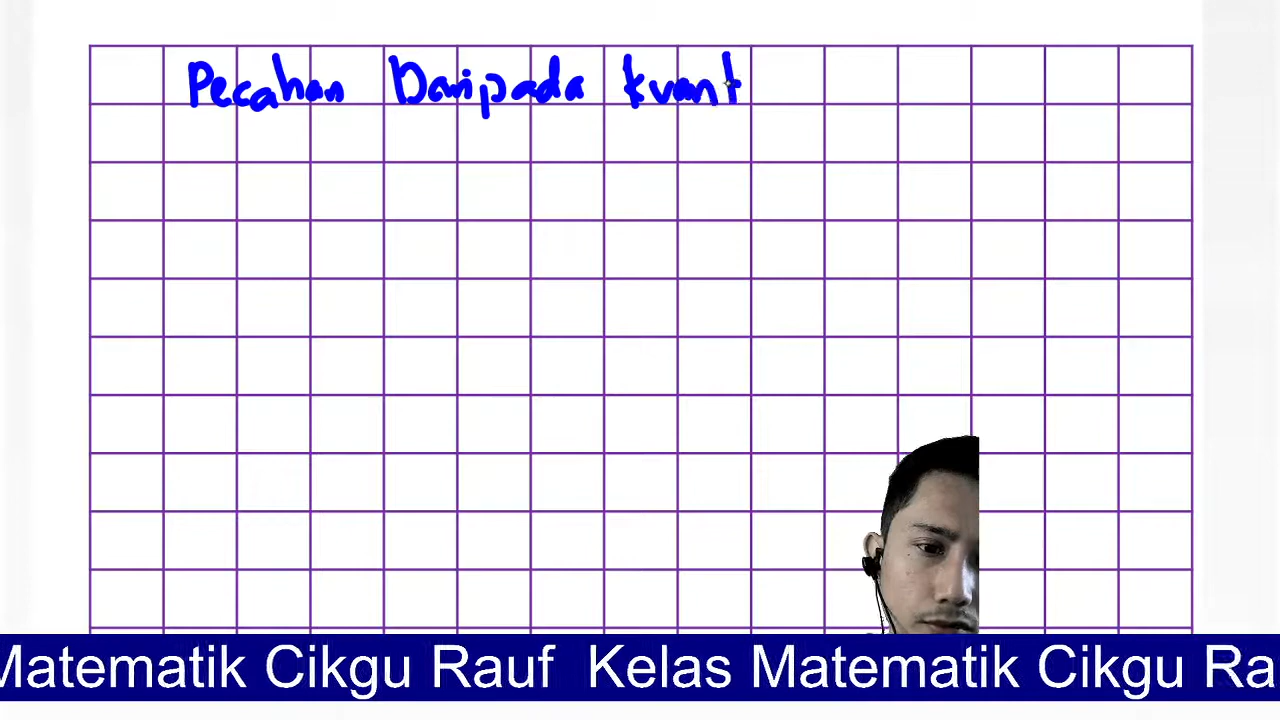 Pecahan Daripada kuant
Matematik Cikgu Rauf Kelas Matematik Cikgu Ra